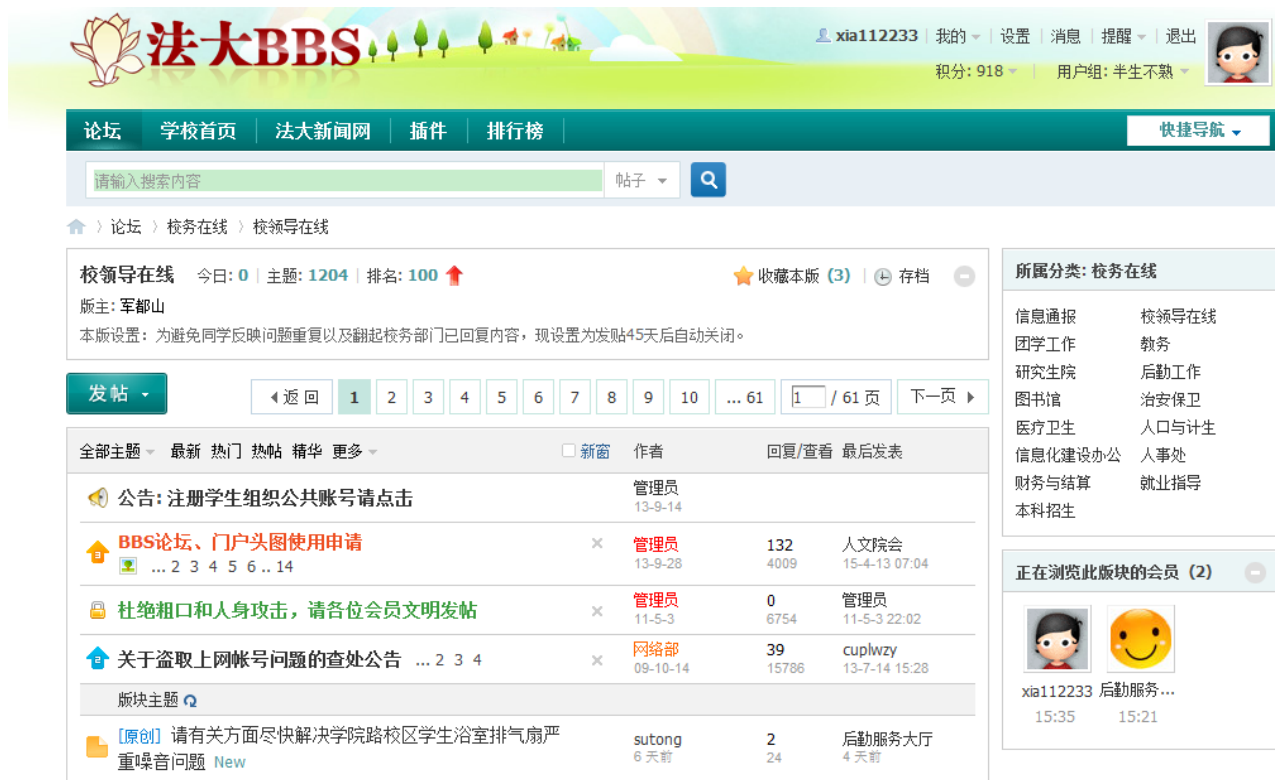 法大BBS
xia112233 我的 设置 消息 提醒 退出
积分: 918 用户组: 半生不熟
论坛 学校首页 法大新闻网 插件 排行榜 快捷导航
请输入搜索内容 帖子
论坛 〉 校务在线 〉 校领导在线
校领导在线 今日: 0 主题: 1204 排名: 100 收藏本版 (3) 存档
版主: 军都山
本版设置：为避免同学反映问题重复以及翻起校务部门已回复内容，现设置为发贴45天后自动关闭。
发帖 返回 1 2 3 4 5 6 7 8 9 10 ... 61 1 / 61 页 下一页
全部主题 最新 热门 热帖 精华 更多 新窗 作者 回复/查看 最后发表
公告: 注册学生组织公共账号请点击 管理员
13-9-14
BBS论坛、门户头图使用申请 管理员 132 人文院会
3 ... 2 3 4 5 6 .. 14 13-9-28 4009 15-4-13 07:04
杜绝粗口和人身攻击，请各位会员文明发帖 管理员 0 管理员
11-5-3 6754 11-5-3 22:02
2 关于盗取上网帐号问题的查处公告 ... 2 3 4 网络部 39 cuplwzy
09-10-14 15786 13-7-14 15:28
版块主题
[原创] 请有关方面尽快解决学院路校区学生浴室排气扇严
重噪音问题 New sutong 2 后勤服务大厅
6 天前 24 4 天前
所属分类: 校务在线
信息通报 校领导在线
团学工作 教务
研究生院 后勤工作
图书馆 治安保卫
医疗卫生 人口与计生
信息化建设办公 人事处
财务与结算 就业指导
本科招生
正在浏览此版块的会员 (2)
xia112233 后勤服务...
15:35 15:21